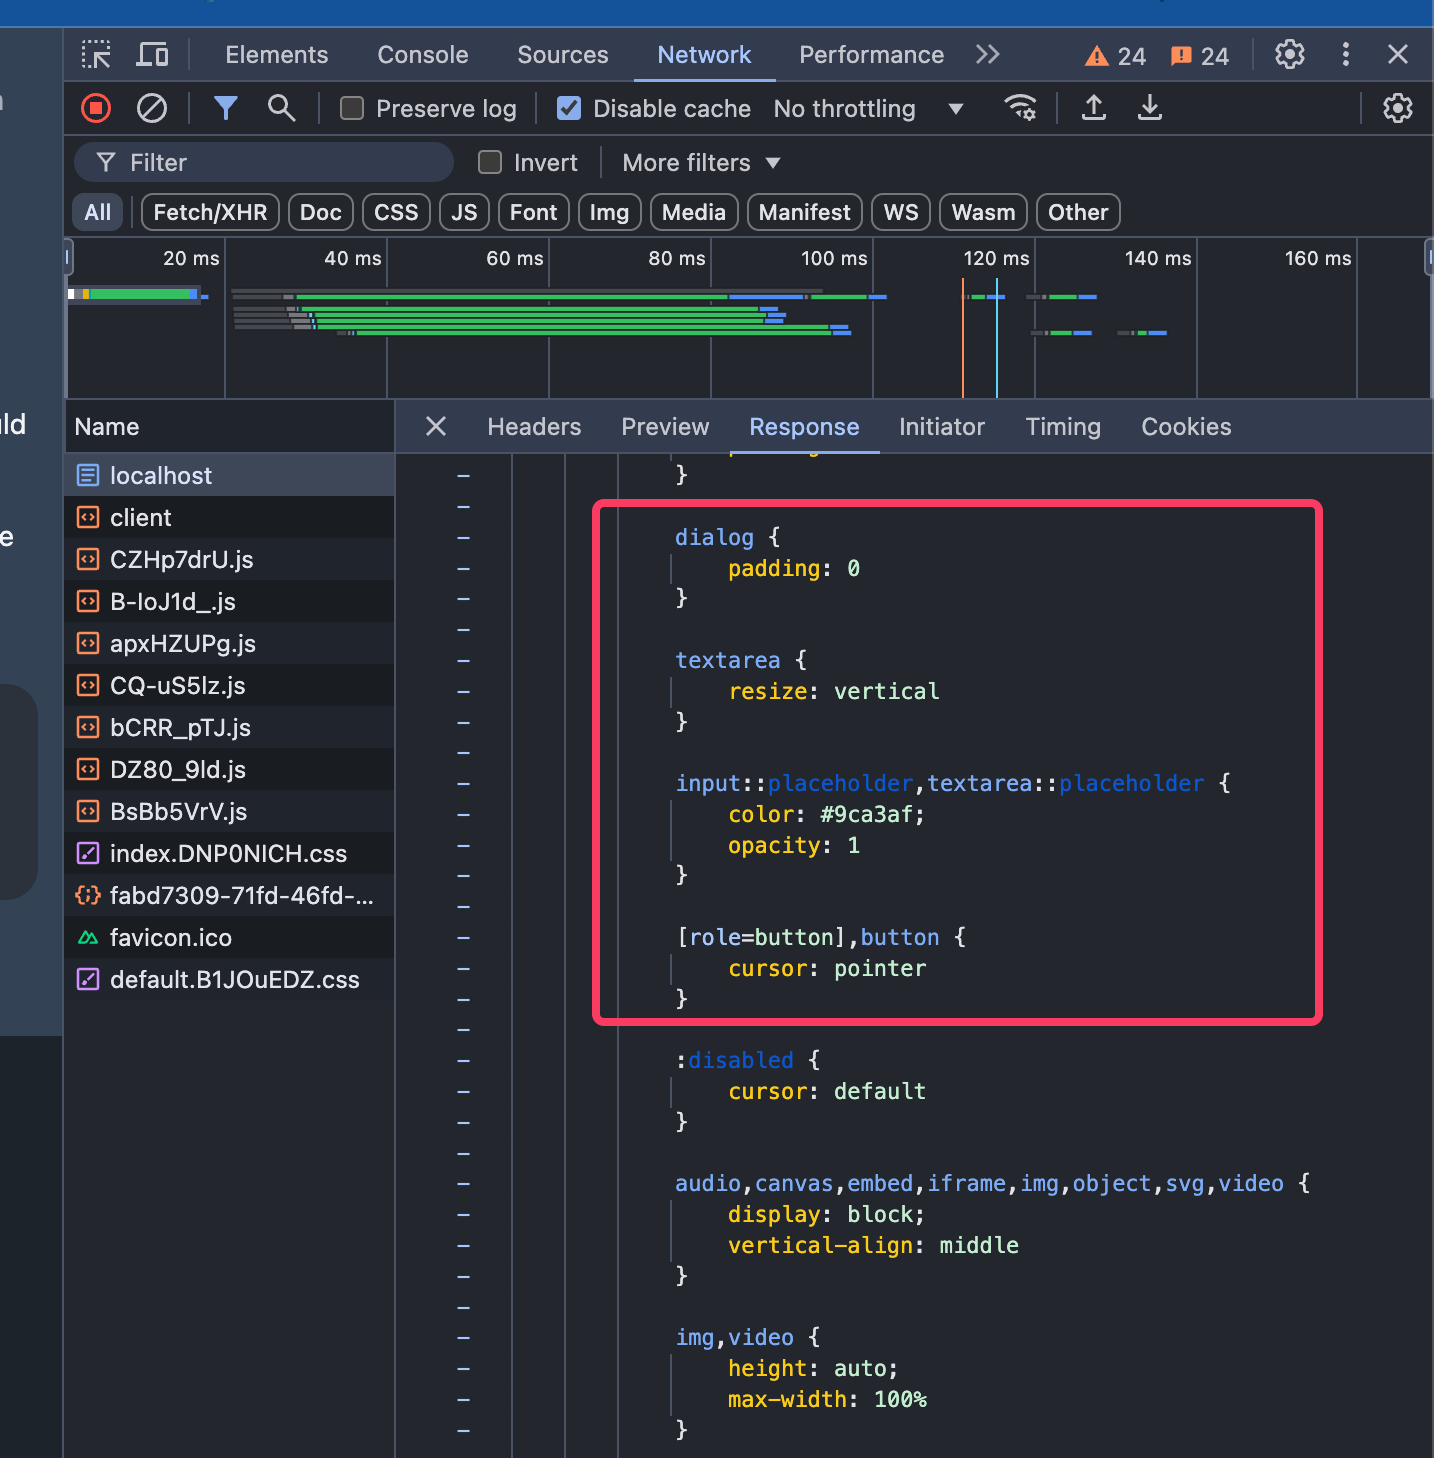 Elements Console Sources Network Performance 24 24
Preserve log Disable cache No throttling
Filter Invert More filters
All Fetch/XHR Doc CSS JS Font Img Media Manifest WS Wasm Other
20 ms 40 ms 60 ms 80 ms 100 ms 120 ms 140 ms 160 ms
Name
localhost
client
CZHp7drU.js
B-IoJ1d_.js
apxHZUPg.js
CQ-uS5lz.js
bCRR_pTJ.js
DZ80_9ld.js
BsBb5VrV.js
index.DNP0NICH.css
fabd7309-71fd-46fd-...
favicon.ico
default.B1JOuEDZ.css
Headers Preview Response Initiator Timing Cookies
}
dialog {
padding: 0
}
textarea {
resize: vertical
}
input::placeholder,textarea::placeholder {
color: #9ca3af;
opacity: 1
}
[role=button],button {
cursor: pointer
}
:disabled {
cursor: default
}
audio,canvas,embed,iframe,img,object,svg,video {
display: block;
vertical-align: middle
}
img,video {
height: auto;
max-width: 100%
}